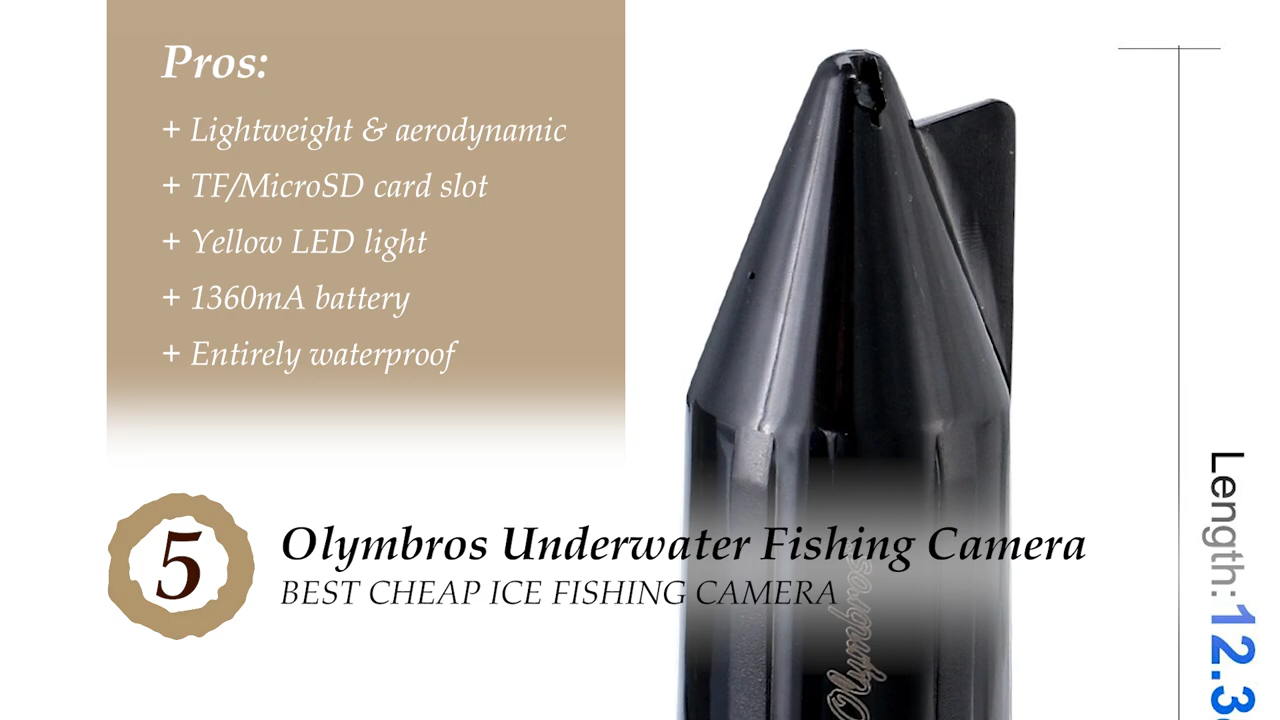 Pros:
+ Lightweight & aerodynamic
+ TF/MicroSD card slot
+ Yellow LED light
+ 1360mA battery
+ Entirely waterproof
5
Olymbros Underwater Fishing Camera
BEST CHEAP ICE FISHING CAMERA
Olymbros
Length: 12.3